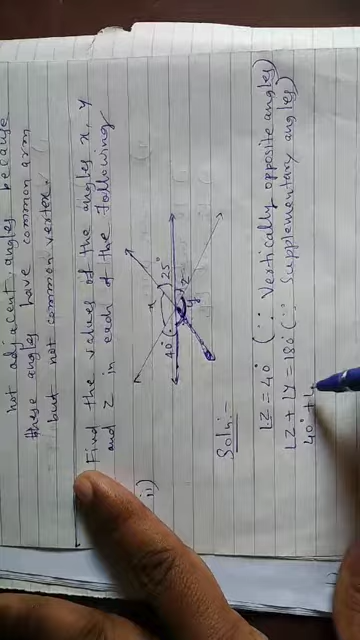 not adjacent angles because
these angles have common arm
but not common vertex.
Find the values of the angles x, y
and z in each of the following
ii)
40° x 25°
y z
Soln:-
∠z = 40° (∵ Vertically opposite angles)
∠z + ∠y = 180° (∵ Supplementary angles)
40° +